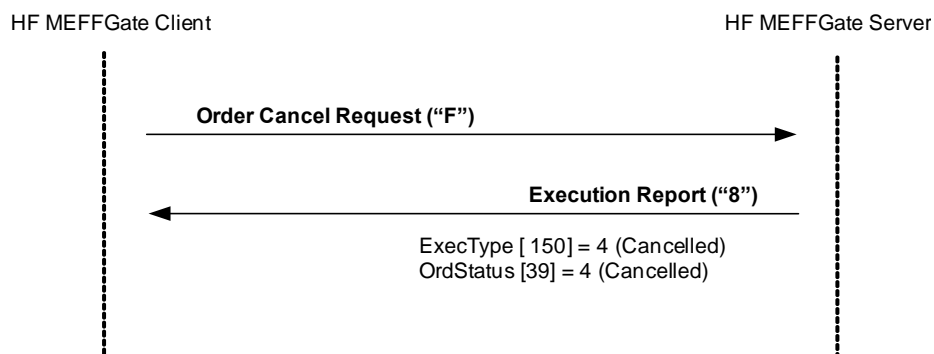 HF MEFFGate Client
HF MEFFGate Server
Order Cancel Request (“F”)
Execution Report (“8”)
ExecType [ 150] = 4 (Cancelled)
OrdStatus [39] = 4 (Cancelled)